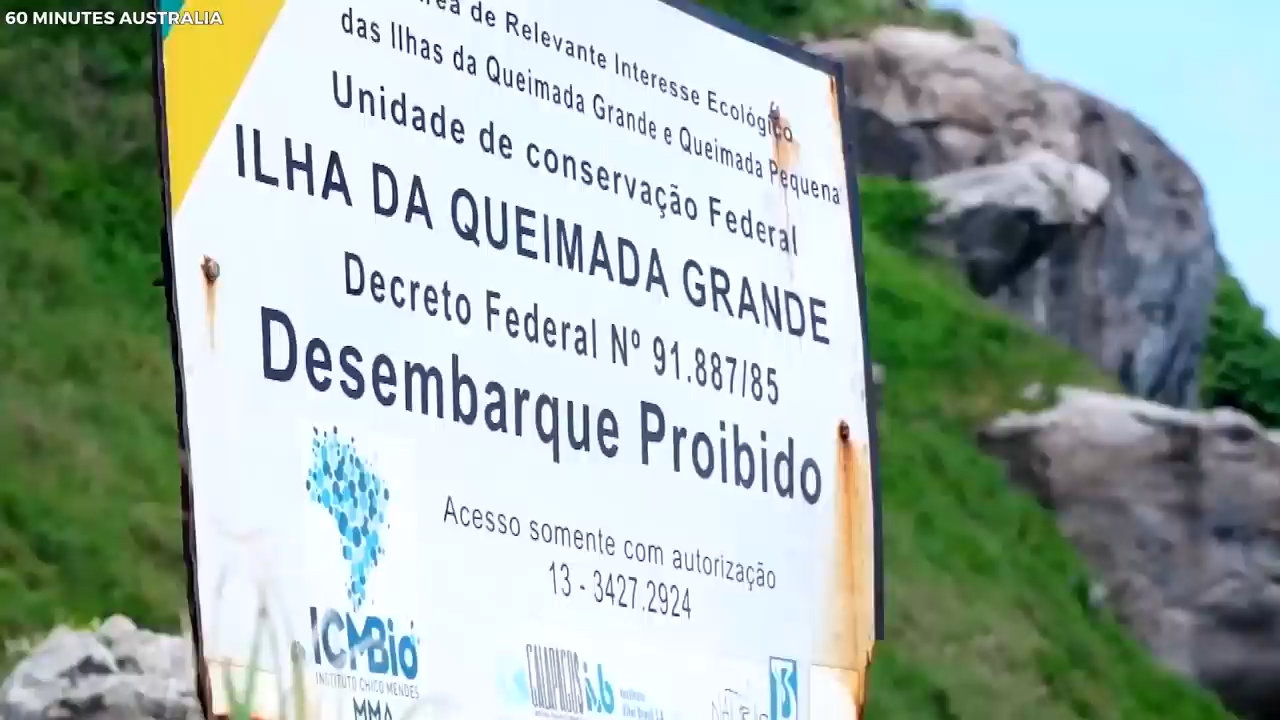 60 MINUTES AUSTRALIA
de Relevante Interesse Ecológico
das Ilhas da Queimada Grande e Queimada Pequena
Unidade de conservação Federal
ILHA DA QUEIMADA GRANDE
Decreto Federal Nº 91.887/85
Desembarque Proibido
Acesso somente com autorização
13 - 3427.2924
ICMBio
INSTITUTO CHICO MENDES
MMA